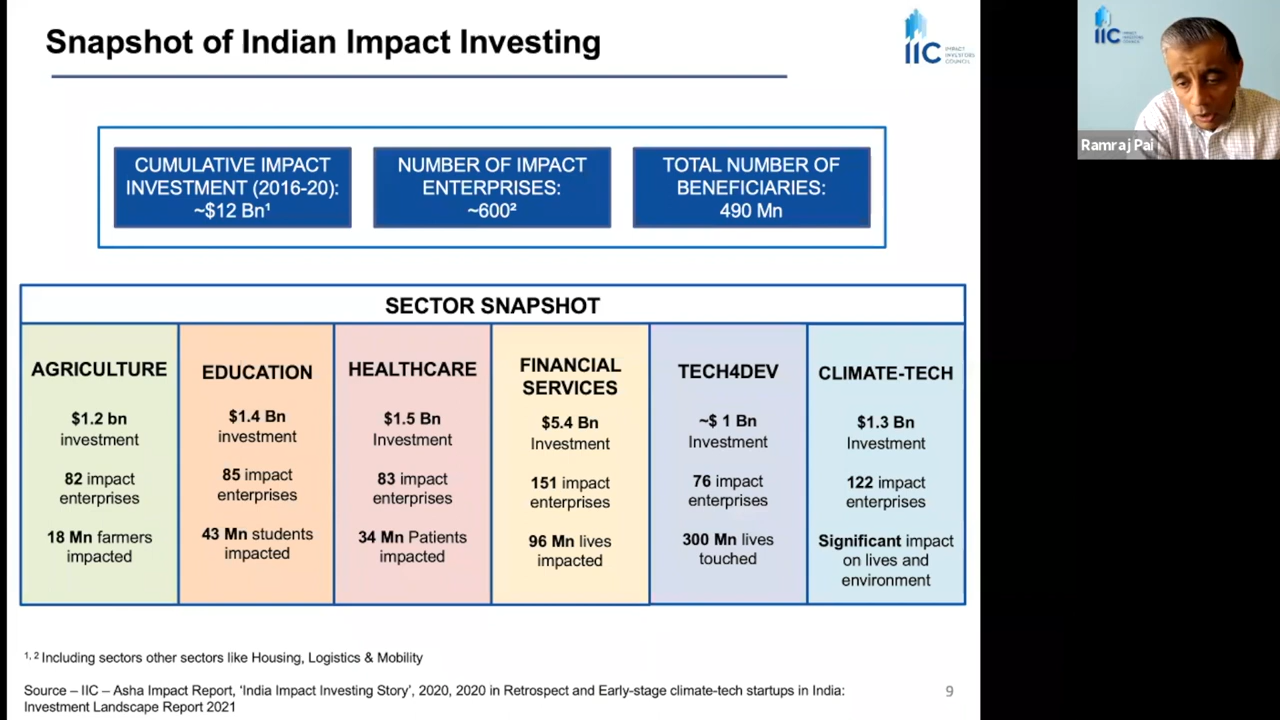 Snapshot of Indian Impact Investing
IIC IMPACT
INVESTORS
COUNCIL
IIC
Ramraj Pai
CUMULATIVE IMPACT
INVESTMENT (2016-20):
~$12 Bn¹
NUMBER OF IMPACT
ENTERPRISES:
~600²
TOTAL NUMBER OF
BENEFICIARIES:
490 Mn
SECTOR SNAPSHOT
AGRICULTURE
$1.2 bn
investment
82 impact
enterprises
18 Mn farmers
impacted
EDUCATION
$1.4 Bn
investment
85 impact
enterprises
43 Mn students
impacted
HEALTHCARE
$1.5 Bn
Investment
83 impact
enterprises
34 Mn Patients
impacted
FINANCIAL
SERVICES
$5.4 Bn
Investment
151 impact
enterprises
96 Mn lives
impacted
TECH4DEV
~$ 1 Bn
Investment
76 impact
enterprises
300 Mn lives
touched
CLIMATE-TECH
$1.3 Bn
Investment
122 impact
enterprises
Significant impact
on lives and
environment
¹, ² Including sectors other sectors like Housing, Logistics & Mobility
Source – IIC – Asha Impact Report, ‘India Impact Investing Story’, 2020, 2020 in Retrospect and Early-stage climate-tech startups in India:
Investment Landscape Report 2021
9